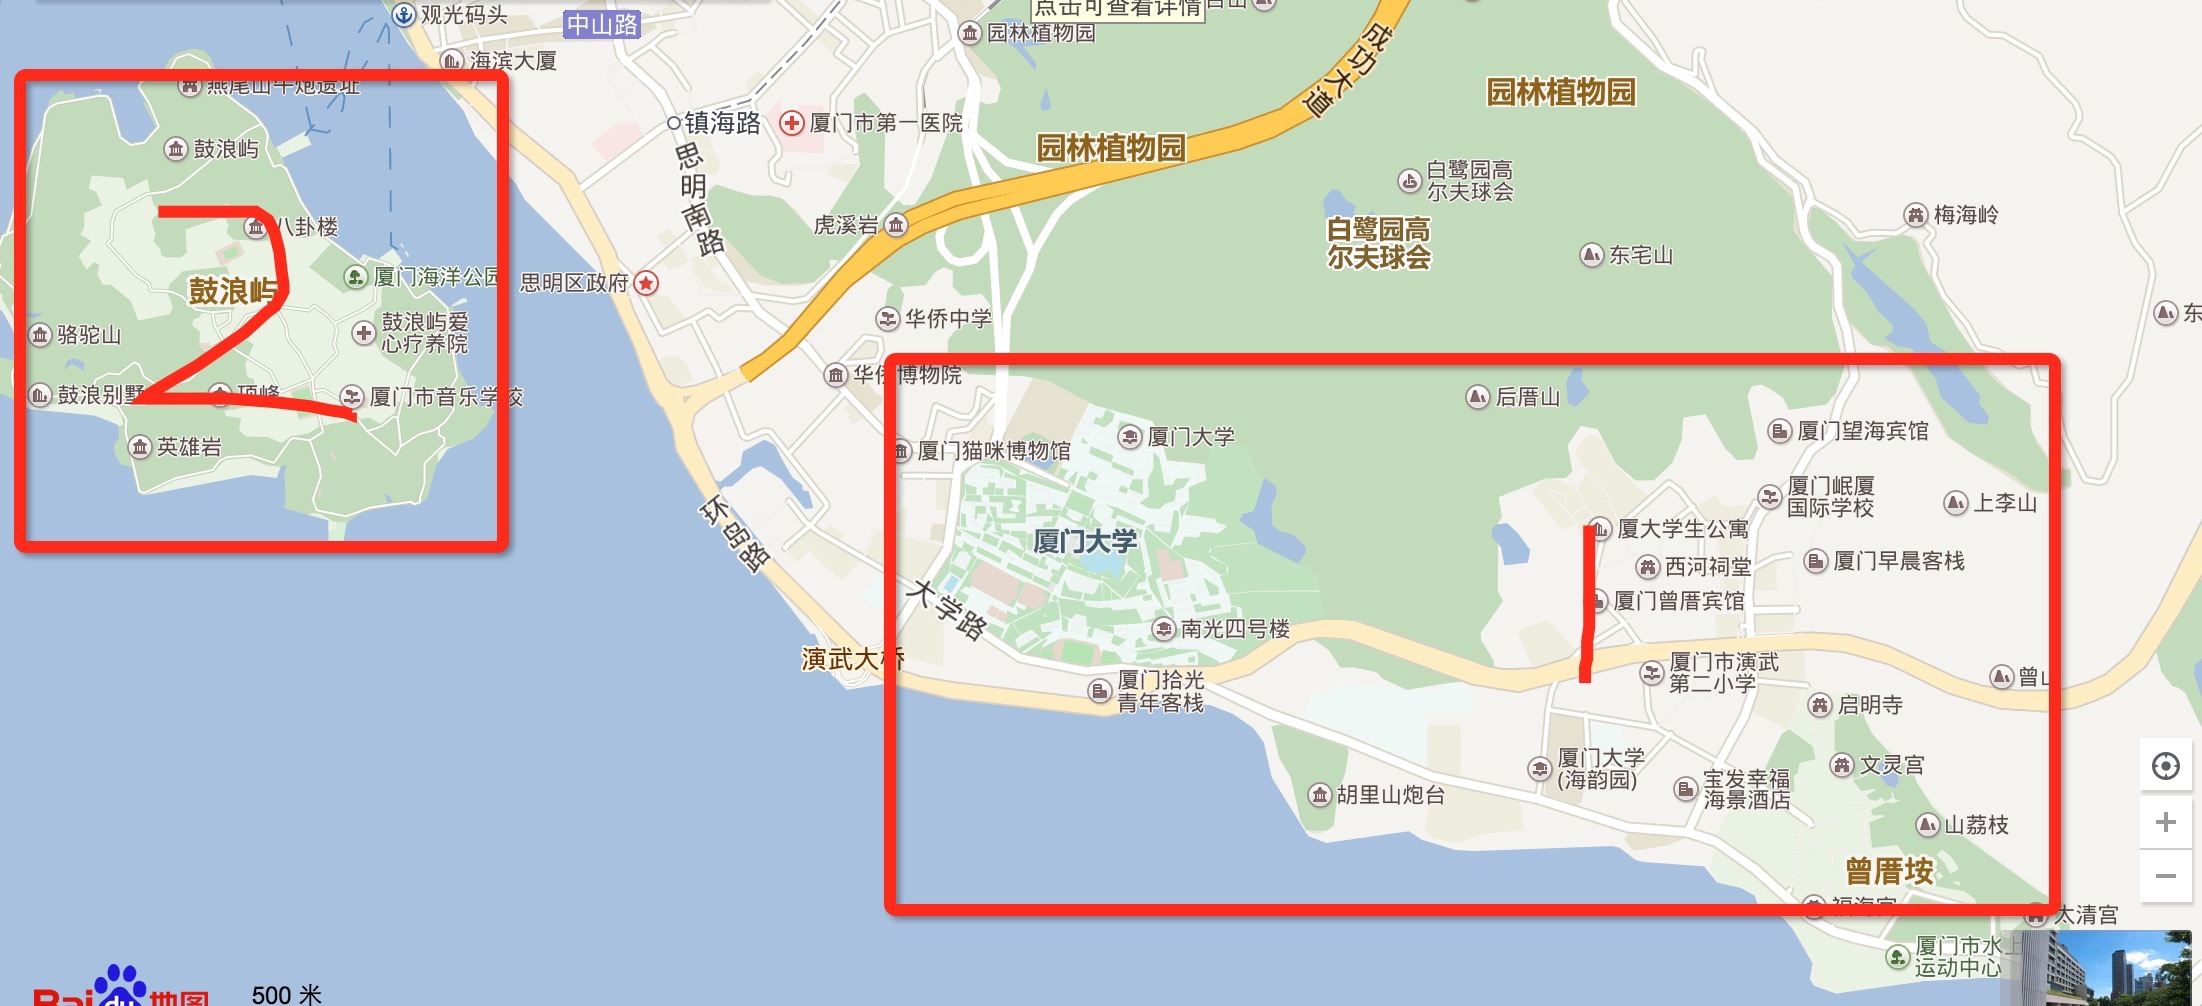 观光码头
中山路
点击可查看详情
园林植物园
海滨大厦
燕尾山午炮遗址
成功大道
园林植物园
镇海路
厦门市第一医院
园林植物园
鼓浪屿
思明南路
白鹭园高
尔夫球会
梅海岭
八卦楼
虎溪岩
白鹭园高
尔夫球会
东宅山
厦门海洋公园
思明区政府
鼓浪屿
2
东
骆驼山
鼓浪屿爱
心疗养院
华侨中学
华侨博物院
鼓浪别墅
顶峰
厦门市音乐学校
后厝山
英雄岩
厦门猫咪博物馆
厦门大学
厦门望海宾馆
厦门岷厦
国际学校
上李山
环岛路
厦门大学
1
厦大学生公寓
西河祠堂
厦门早晨客栈
大学路
厦门曾厝宾馆
南光四号楼
演武大桥
厦门拾光
青年客栈
厦门市演武
第二小学
曾山
启明寺
厦门大学
(海韵园)
宝发幸福
海景酒店
文灵宫
胡里山炮台
山荔枝
曾厝垵
福海宫
太清宫
厦门市水上
运动中心
Bai du 地图
500 米